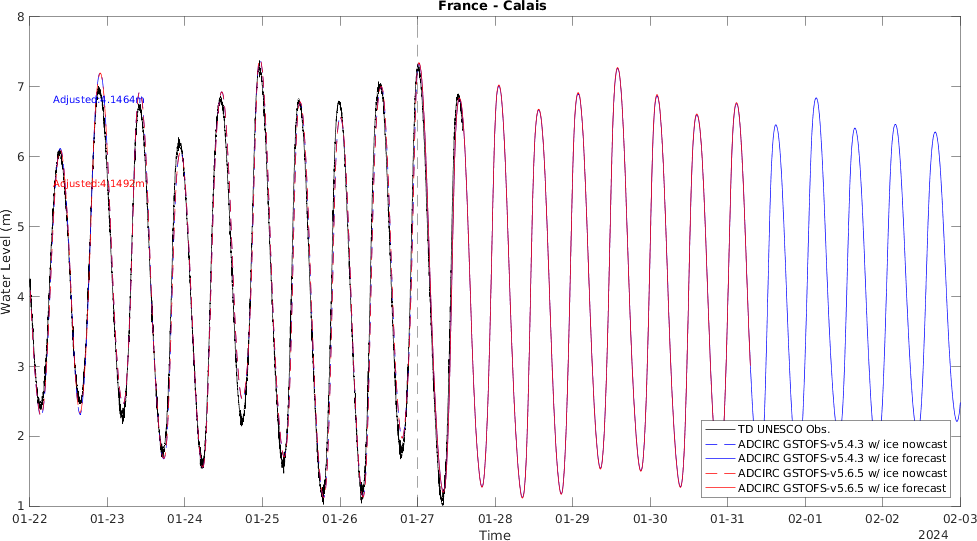 France - Calais
8
7
6
5
4
3
2
1
Water Level (m)
Adjusted:4.1464m
Adjusted:4.1492m
TD UNESCO Obs.
ADCIRC GSTOFS-v5.4.3 w/ ice nowcast
ADCIRC GSTOFS-v5.4.3 w/ ice forecast
ADCIRC GSTOFS-v5.6.5 w/ ice nowcast
ADCIRC GSTOFS-v5.6.5 w/ ice forecast
01-22 01-23 01-24 01-25 01-26 01-27 01-28 01-29 01-30 01-31 02-01 02-02 02-03
Time
2024